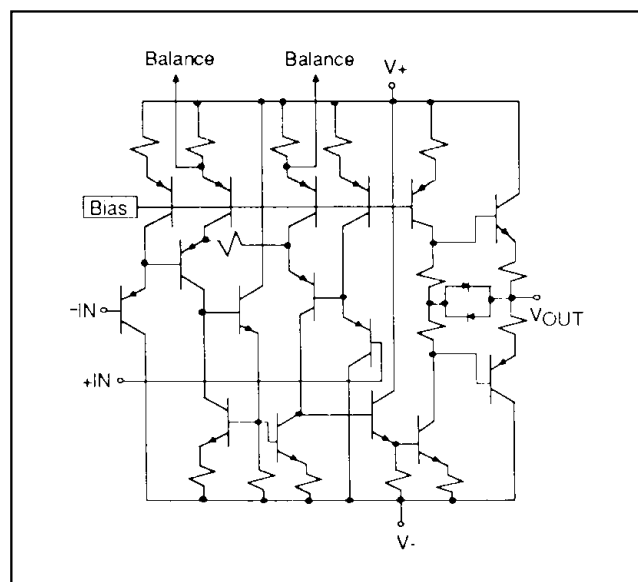 Balance
Balance
V+
Bias
-IN
VOUT
+IN
V-